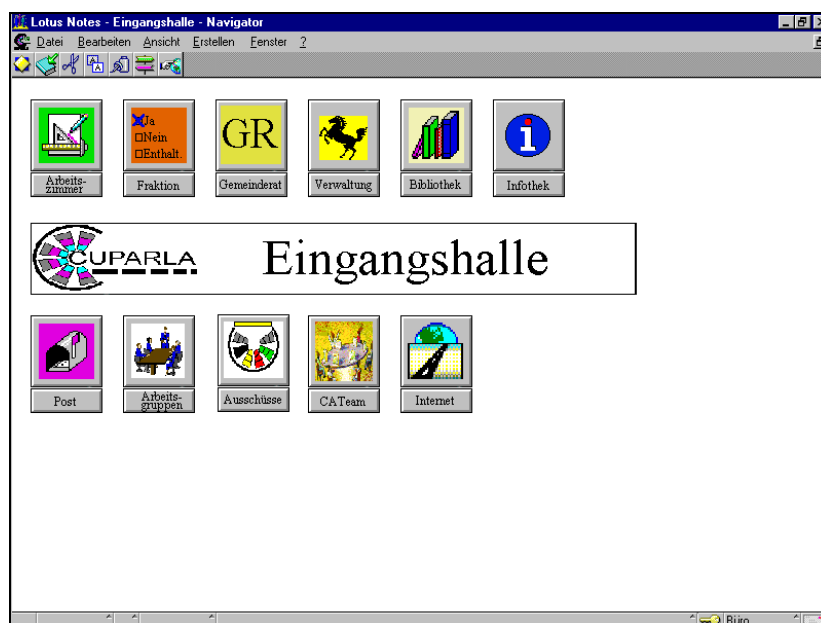 Lotus Notes - Eingangshalle - Navigator
Datei Bearbeiten Ansicht Erstellen Fenster ?
Ja
Nein
Enthalt.
GR
Arbeits-
zimmer
Fraktion
Gemeinderat
Verwaltung
Bibliothek
Infothek
CUPARLA
Eingangshalle
Post
Arbeits-
gruppen
Ausschüsse
CATeam
Internet
Büro